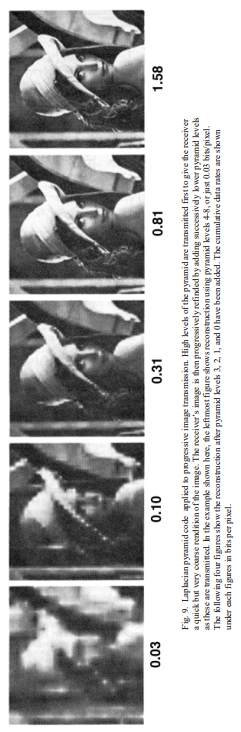 0.03
0.10
0.31
0.81
1.58
Fig. 9. Laplacian pyramid code applied to progressive image transmission. High levels of the pyramid are transmitted first to give the receiver
a quick but very coarse rendition of the image. The receiver's image is then progressively refinded by adding successively lower pyramid levels
as these are transmitted. In the example shown here, the leftmost figure shows reconstruction using pyramid levels 4-8, or just 0.03 bits/pixel.
The following four figures show the reconstruction after pyramid levels 3, 2, 1, and 0 have been added. The cumulative data rates are shown
under each figures in bits per pixel.